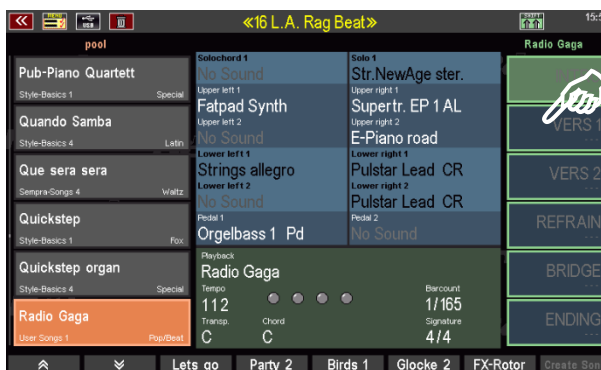 «16 L.A. Rag Beat»
SHIFT
pool
Radio Gaga
Pub-Piano Quartett
Style-Basics 1 Special
Quando Samba
Style-Basics 4 Latin
Que sera sera
Sempra-Songs 4 Waltz
Quickstep
Style-Basics 1 Fox
Quickstep organ
Style-Basics 4 Special
Radio Gaga
User Songs 1 Pop/Beat
Solochord 1 Solo 1
No Sound Str.NewAge ster.
Upper left 1 Upper right 1
Fatpad Synth Supertr. EP 1 AL
Upper left 2 Upper right 2
No Sound E-Piano road
Lower left 1 Lower right 1
Strings allegro Pulstar Lead CR
Lower left 2 Lower right 2
No Sound Pulstar Lead CR
Pedal 1 Pedal 2
Orgelbass 1 Pd No Sound
Playback
Radio Gaga
Tempo Barcount
112 1/165
Transp. Chord Signature
C C 4/4
VERS 1
VERS 2
REFRAIN
BRIDGE
ENDING
Lets go Party 2 Birds 1 Glocke 2 FX-Rotor Create Son